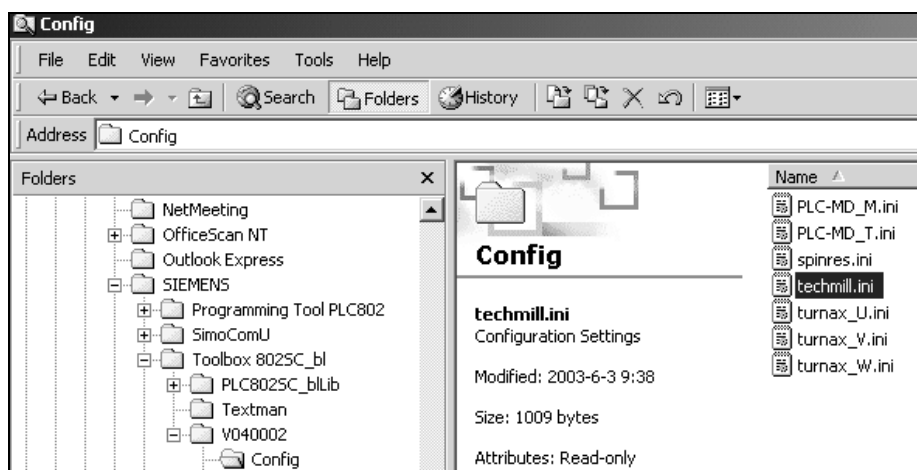 Config
File Edit View Favorites Tools Help
Back Search Folders History
Address Config
Folders
NetMeeting
OfficeScan NT
Outlook Express
SIEMENS
Programming Tool PLC802
SimoComU
Toolbox 802SC_bl
PLC802SC_blLib
Textman
V040002
Config
Config
techmill.ini
Configuration Settings
Modified: 2003-6-3 9:38
Size: 1009 bytes
Attributes: Read-only
Name
PLC-MD_M.ini
PLC-MD_T.ini
spinres.ini
techmill.ini
turnax_U.ini
turnax_V.ini
turnax_W.ini